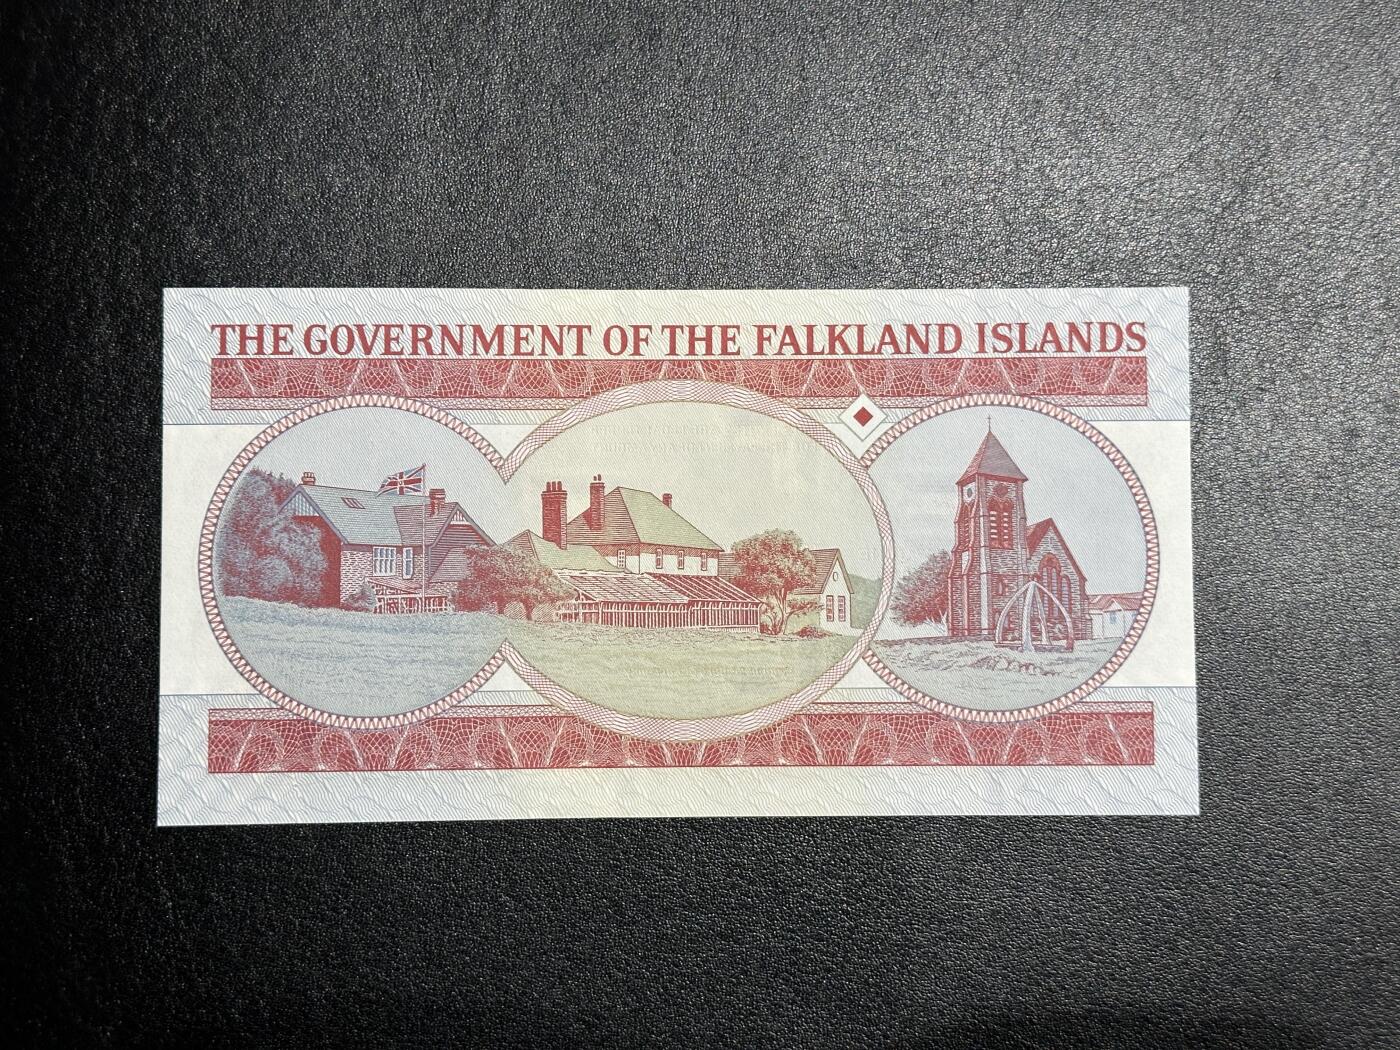 THE GOVERNMENT OF THE FALKLAND ISLANDS